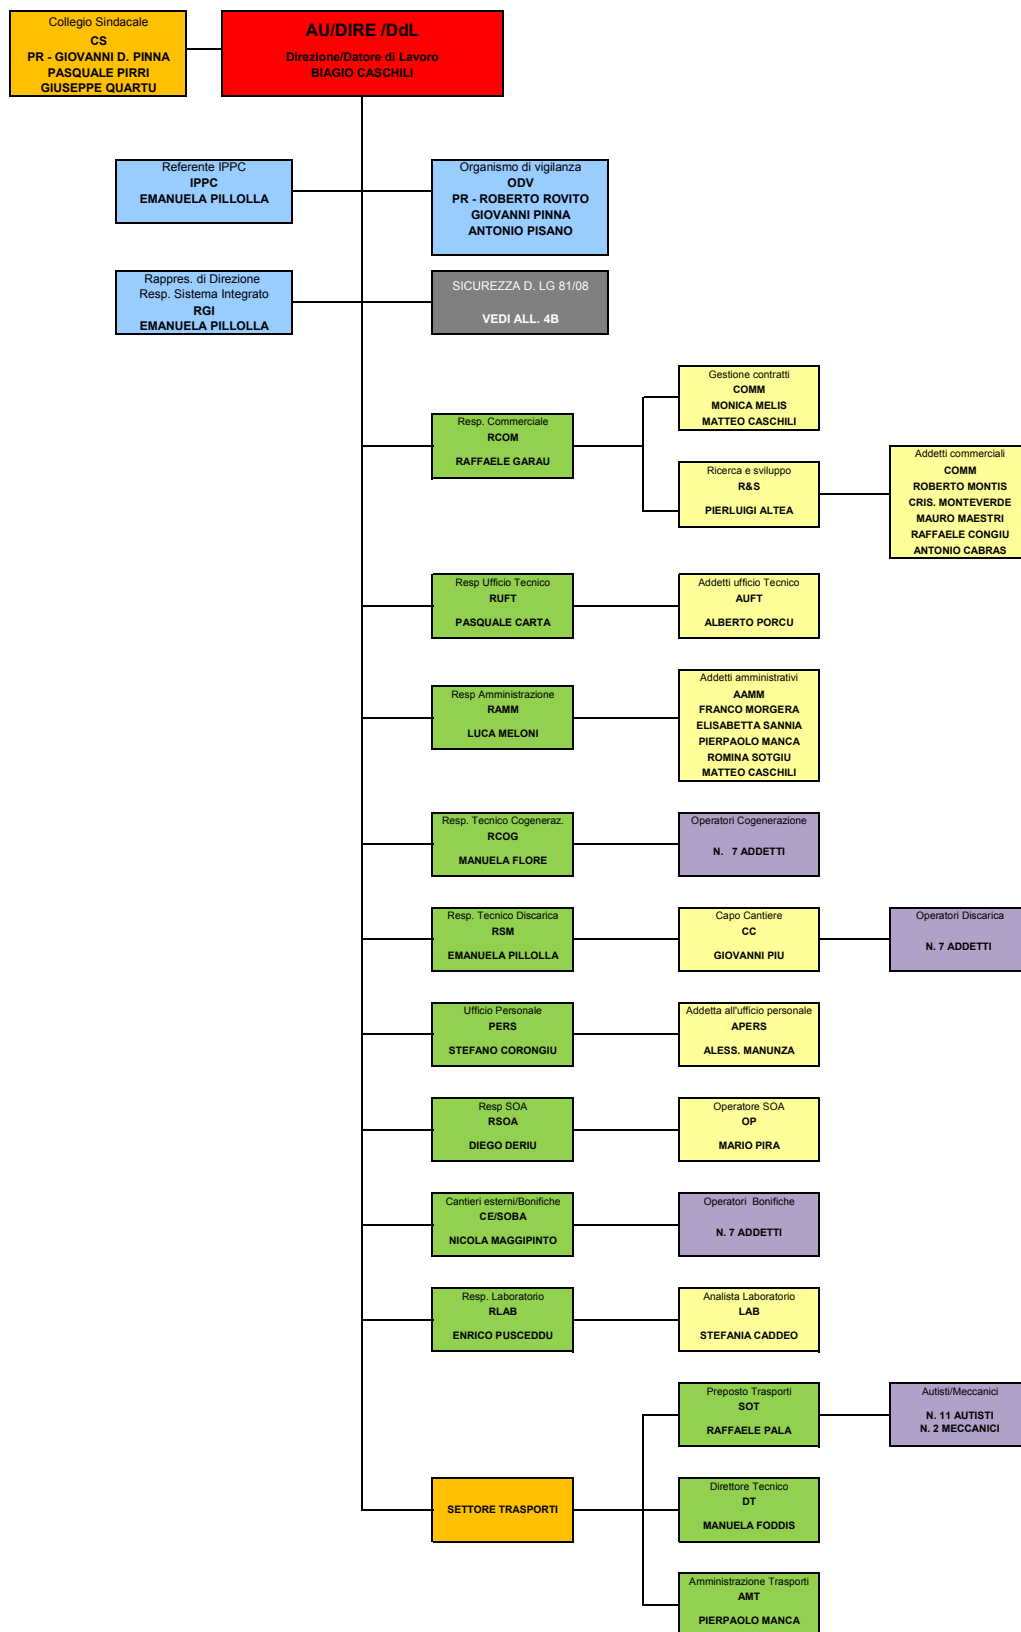 Collegio Sindacale
CS
PR - GIOVANNI D. PINNA
PASQUALE PIRRI
GIUSEPPE QUARTU
AU/DIRE /DdL
Direzione/Datore di Lavoro
BIAGIO CASCHILI
Referente IPPC
IPPC
EMANUELA PILLOLLA
Organismo di vigilanza
ODV
PR - ROBERTO ROVITO
GIOVANNI PINNA
ANTONIO PISANO
Rappres. di Direzione
Resp. Sistema Integrato
RGI
EMANUELA PILLOLLA
SICUREZZA D. LG 81/08
VEDI ALL. 4B
Resp. Commerciale
RCOM
RAFFAELE GARAU
Gestione contratti
COMM
MONICA MELIS
MATTEO CASCHILI
Ricerca e sviluppo
R&S
PIERLUIGI ALTEA
Addetti commerciali
COMM
ROBERTO MONTIS
CRIS. MONTEVERDE
MAURO MAESTRI
RAFFAELE CONGIU
ANTONIO CABRAS
Resp Ufficio Tecnico
RUFT
PASQUALE CARTA
Addetti ufficio Tecnico
AUFT
ALBERTO PORCU
Resp Amministrazione
RAMM
LUCA MELONI
Addetti amministrativi
AAMM
FRANCO MORGERA
ELISABETTA SANNIA
PIERPAOLO MANCA
ROMINA SOTGIU
MATTEO CASCHILI
Resp. Tecnico Cogeneraz.
RCOG
MANUELA FLORE
Operatori Cogenerazione
N.   7 ADDETTI
Resp. Tecnico Discarica
RSM
EMANUELA PILLOLLA
Capo Cantiere
CC
GIOVANNI PIU
Operatori Discarica
N. 7 ADDETTI
Ufficio Personale
PERS
STEFANO CORONGIU
Addetta all'ufficio personale
APERS
ALESS. MANUNZA
Resp SOA
RSOA
DIEGO DERIU
Operatore SOA
OP
MARIO PIRA
Cantieri esterni/Bonifiche
CE/SOBA
NICOLA MAGGIPINTO
Operatori  Bonifiche
N. 7 ADDETTI
Resp. Laboratorio
RLAB
ENRICO PUSCEDDU
Analista Laboratorio
LAB
STEFANIA CADDEO
Preposto Trasporti
SOT
RAFFAELE PALA
Autisti/Meccanici
N. 11 AUTISTI
N. 2 MECCANICI
SETTORE TRASPORTI
Direttore Tecnico
DT
MANUELA FODDIS
Amministrazione Trasporti
AMT
PIERPAOLO MANCA